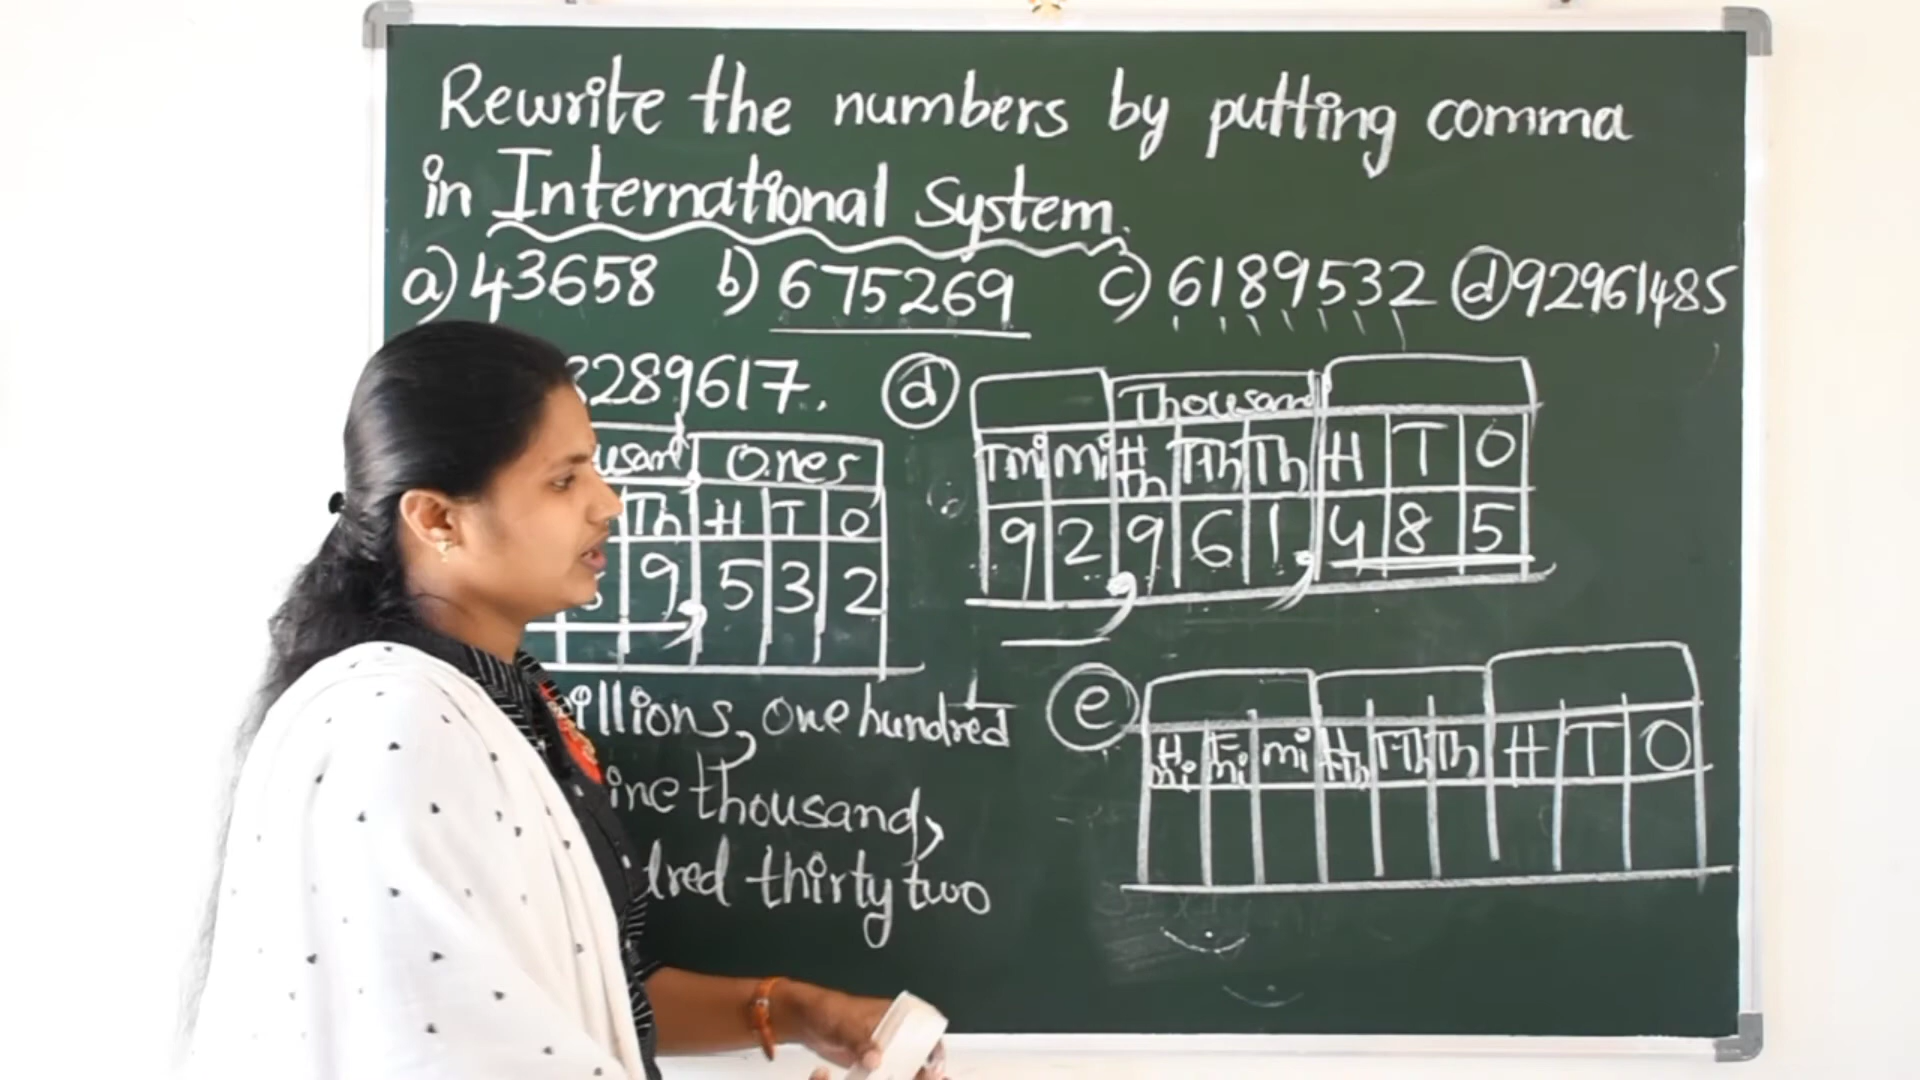 Rewrite the numbers by putting comma
in International System.
a) 43658 b) 675269 c) 6189532 d) 92961485
3289617.
Ones
Th H T O
9, 5 3 2
illions, one hundred
ine thousand,
dred thirty two
d
Thousand
T mi mi H Th T Th Th H T O
9 2, 9 6 1, 4 8 5
e
H mi T mi mi H Th T Th Th H T O